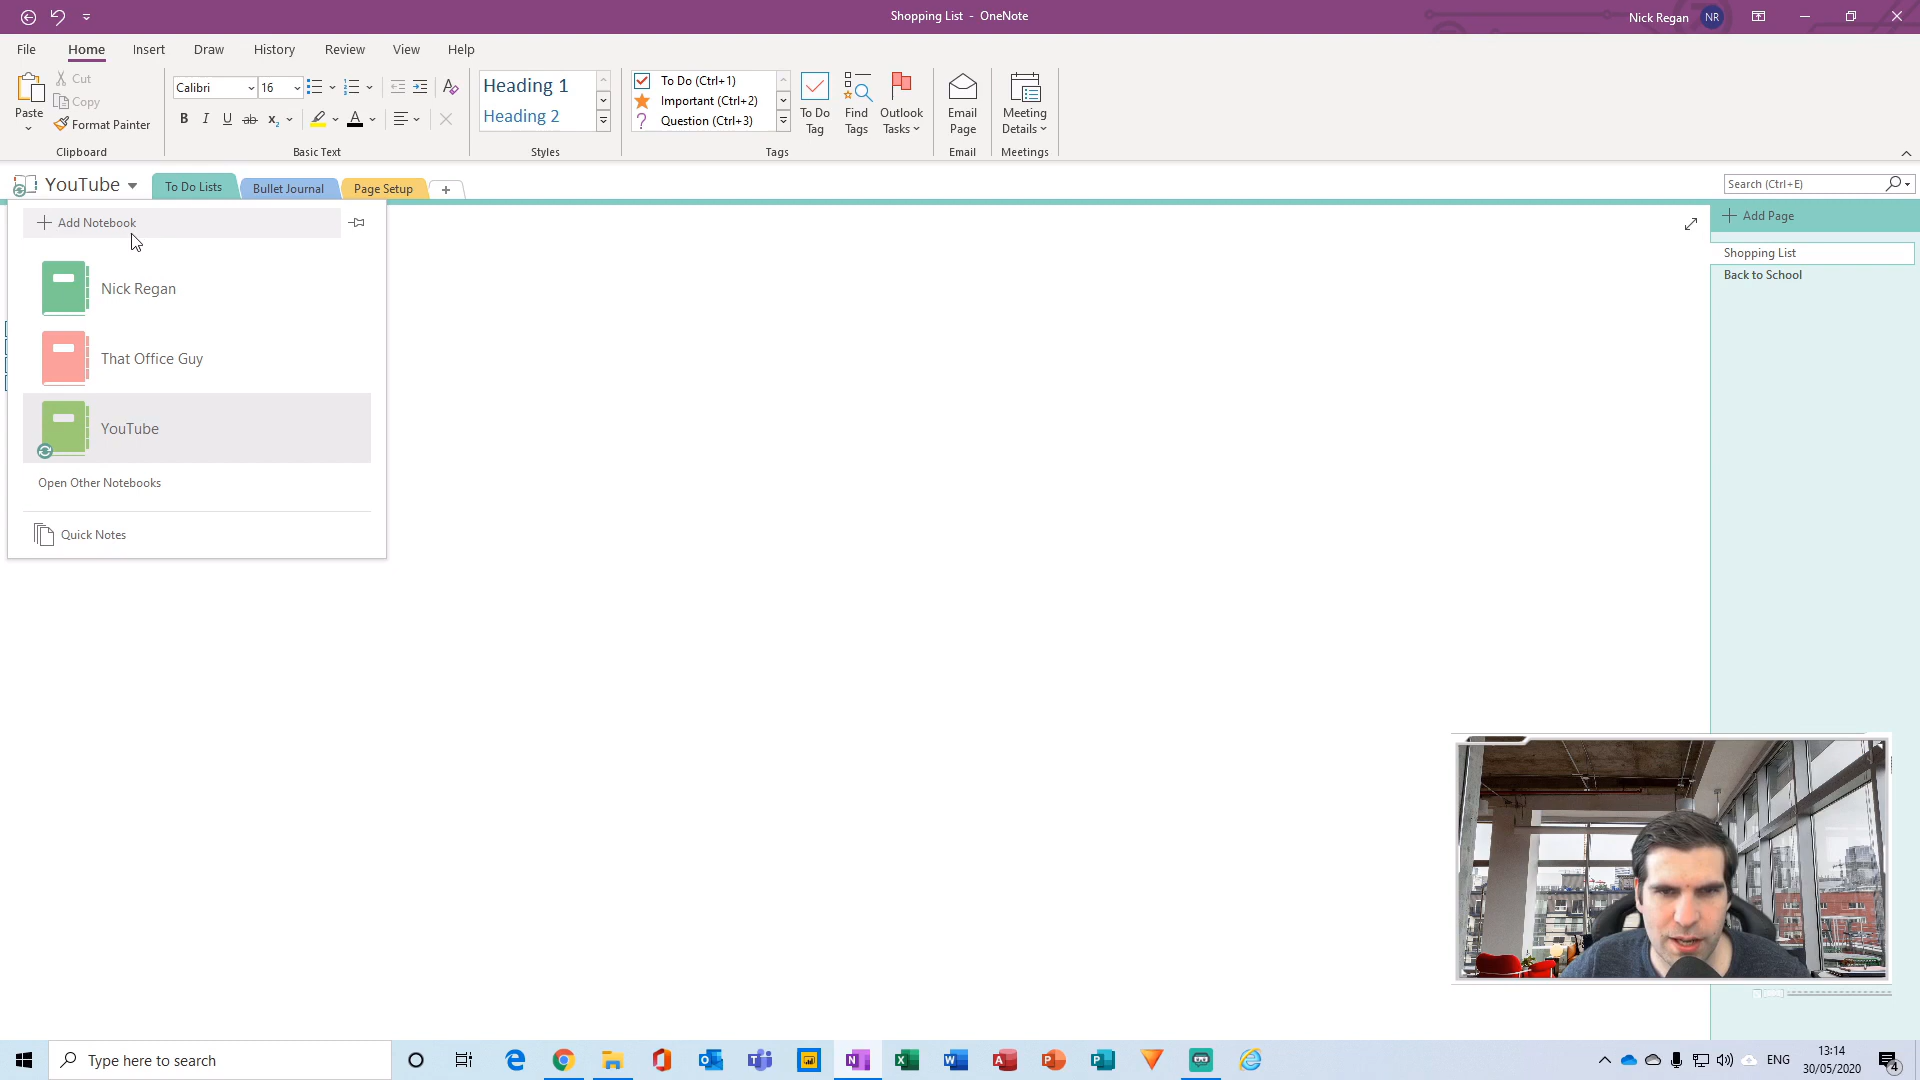 Shopping List - OneNote
Nick Regan NR
File Home Insert Draw History Review View Help
Paste
Cut
Copy
Format Painter
Clipboard
Calibri 16
Basic Text
Heading 1
Heading 2
Styles
To Do (Ctrl+1)
Important (Ctrl+2)
Question (Ctrl+3)
To Do Tag
Find Tags
Outlook Tasks
Tags
Email Page
Email
Meeting Details
Meetings
YouTube To Do Lists Bullet Journal Page Setup +
Search (Ctrl+E)
Add Notebook
Nick Regan
That Office Guy
YouTube
Open Other Notebooks
Quick Notes
Add Page
Shopping List
Back to School
Type here to search
ENG
13:14
30/05/2020
4